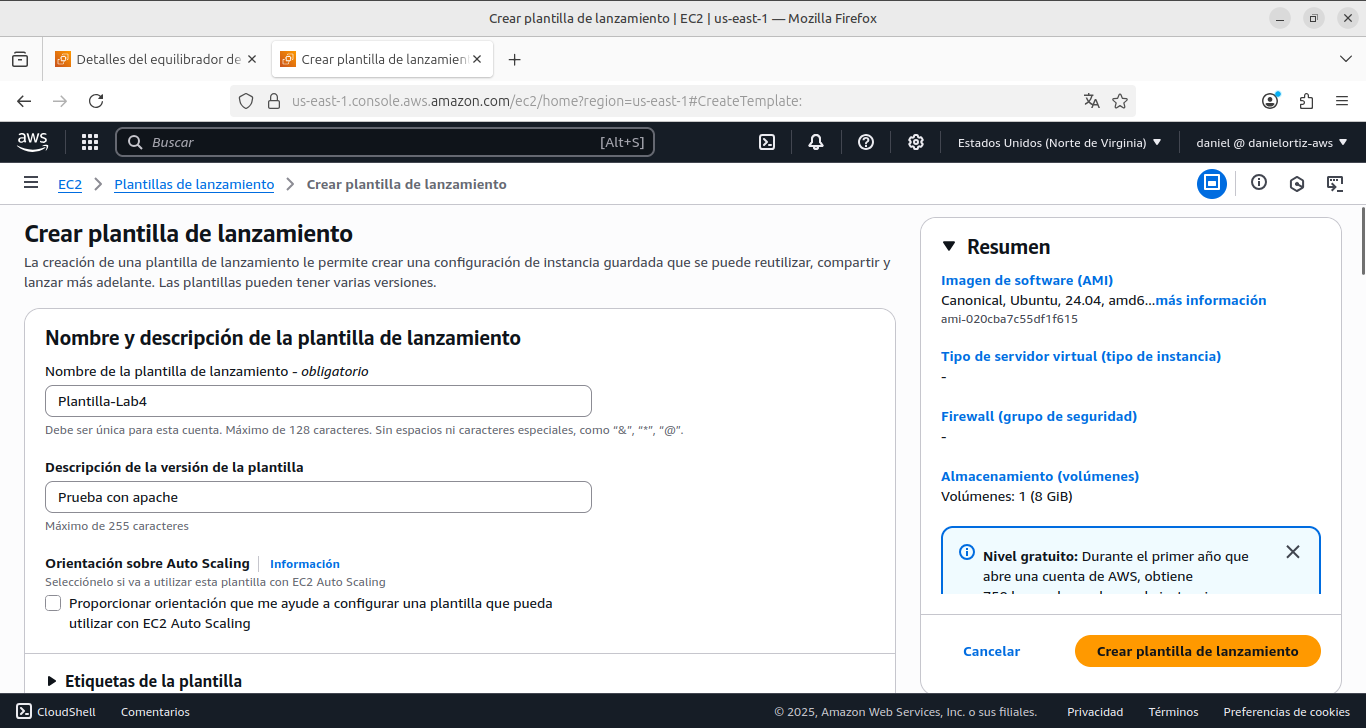 Crear plantilla de lanzamiento | EC2 | us-east-1 — Mozilla Firefox
Detalles del equilibrador de
Crear plantilla de lanzamien
us-east-1.console.aws.amazon.com/ec2/home?region=us-east-1#CreateTemplate:
aws
Buscar
[Alt+S]
Estados Unidos (Norte de Virginia)
daniel @ danielortiz-aws
EC2
Plantillas de lanzamiento
Crear plantilla de lanzamiento
Crear plantilla de lanzamiento
La creación de una plantilla de lanzamiento le permite crear una configuración de instancia guardada que se puede reutilizar, compartir y
lanzar más adelante. Las plantillas pueden tener varias versiones.
Nombre y descripción de la plantilla de lanzamiento
Nombre de la plantilla de lanzamiento - obligatorio
Plantilla-Lab4
Debe ser única para esta cuenta. Máximo de 128 caracteres. Sin espacios ni caracteres especiales, como “&”, “*”, “@”.
Descripción de la versión de la plantilla
Prueba con apache
Máximo de 255 caracteres
Orientación sobre Auto Scaling
Información
Selecciónelo si va a utilizar esta plantilla con EC2 Auto Scaling
Proporcionar orientación que me ayude a configurar una plantilla que pueda
utilizar con EC2 Auto Scaling
Etiquetas de la plantilla
Resumen
Imagen de software (AMI)
Canonical, Ubuntu, 24.04, amd6...más información
ami-020cba7c55df1f615
Tipo de servidor virtual (tipo de instancia)
-
Firewall (grupo de seguridad)
-
Almacenamiento (volúmenes)
Volúmenes: 1 (8 GiB)
Nivel gratuito: Durante el primer año que
abre una cuenta de AWS, obtiene
Cancelar
Crear plantilla de lanzamiento
CloudShell
Comentarios
© 2025, Amazon Web Services, Inc. o sus filiales.
Privacidad
Términos
Preferencias de cookies